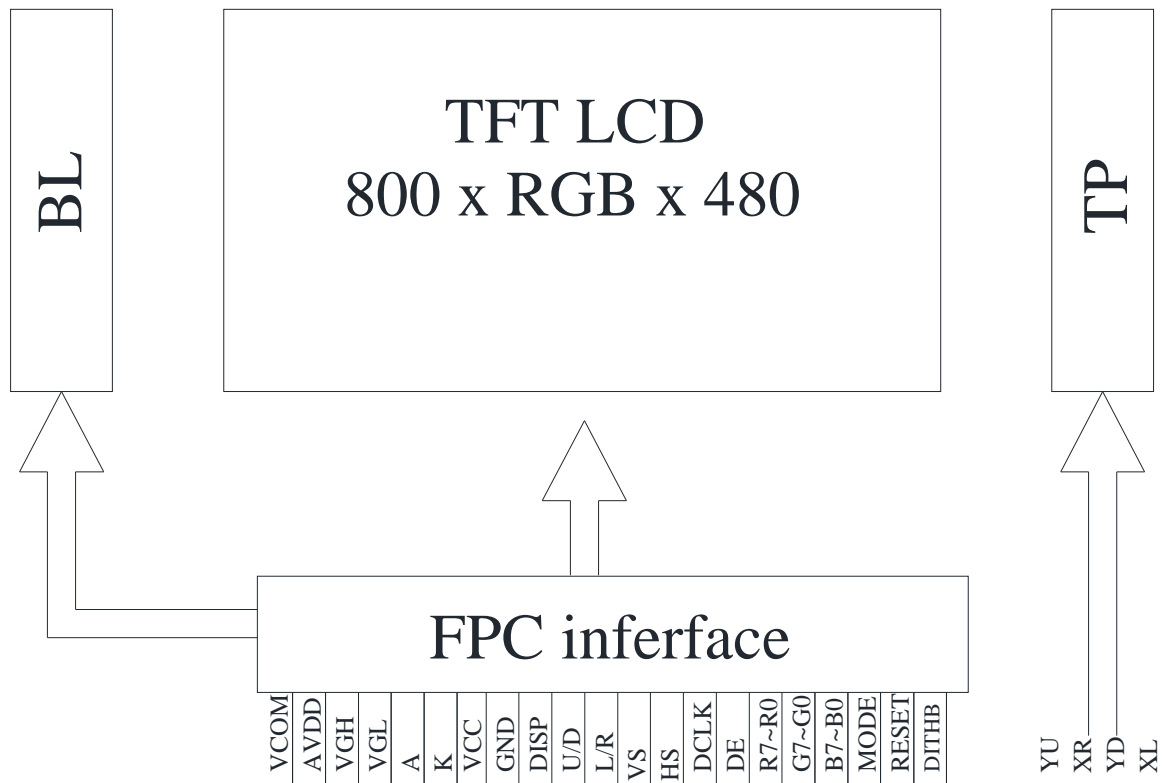 BL
TFT LCD
800 x RGB x 480
TP
FPC inferface
VCOM
AVDD
VGH
VGL
A
K
VCC
GND
DISP
U/D
L/R
VS
HS
DCLK
DE
R7~R0
G7~G0
B7~B0
MODE
RESET
DITHB
YU
XR
YD
XL